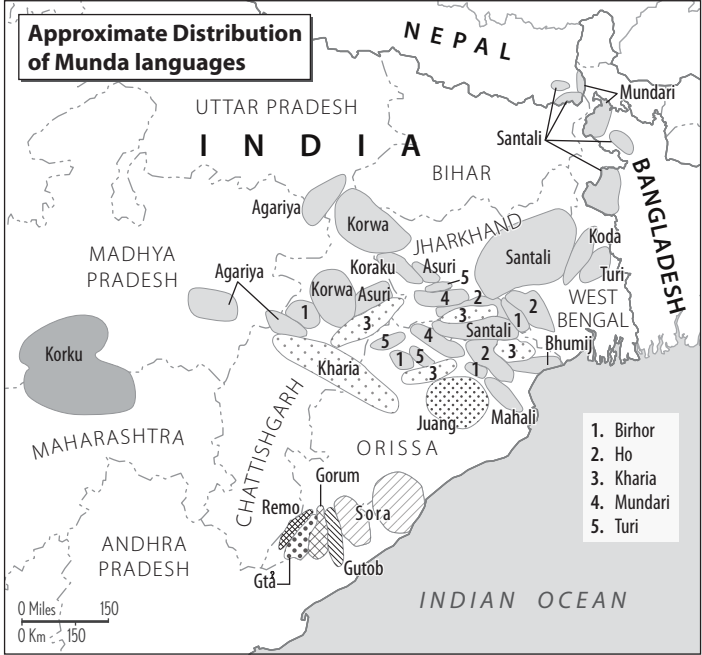 Approximate Distribution
of Munda languages
NEPAL
UTTAR PRADESH
INDIA
Mundari
Santali
BIHAR
BANGLADESH
Agariya
Korwa
JHARKHAND
MADHYA
PRADESH
Agariya
Koraku
Asuri
5
Santali
Koda
Turi
Korwa
Asuri
1
3
4
2
3
1
2
WEST
BENGAL
Korku
5
4
Santali
Bhumij
Kharia
1
5
3
2
1
3
Juang
Mahali
MAHARASHTRA
CHATTISHGARH
ORISSA
1. Birhor
2. Ho
3. Kharia
4. Mundari
5. Turi
Gorum
Remo
Sora
ANDHRA
PRADESH
Gtả
Gutob
INDIAN OCEAN
0 Miles 150
0 Km 150